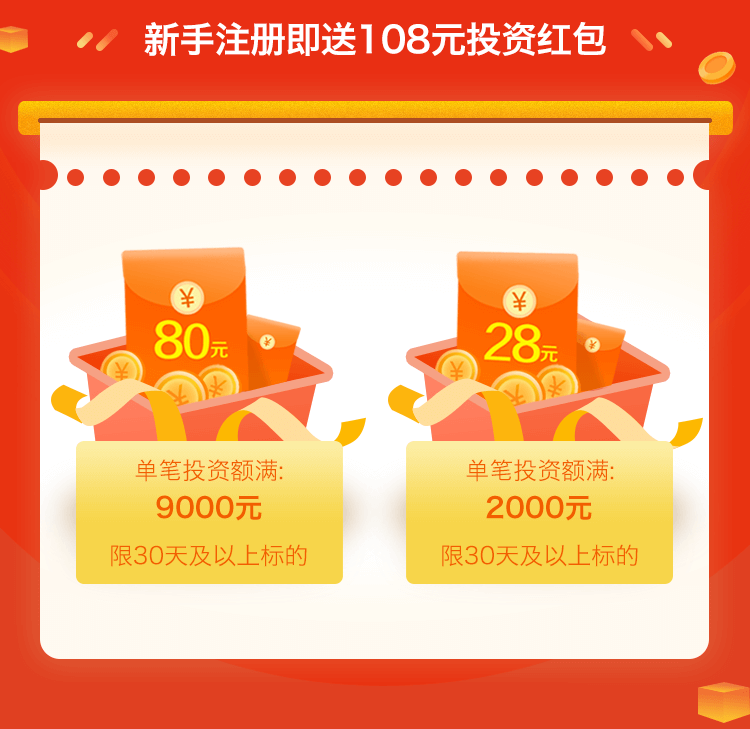 新手注册即送108元投资红包
¥
80元
¥
¥
¥
¥
单笔投资额满:
9000元
限30天及以上标的
¥
28元
¥
¥
¥
¥
单笔投资额满:
2000元
限30天及以上标的